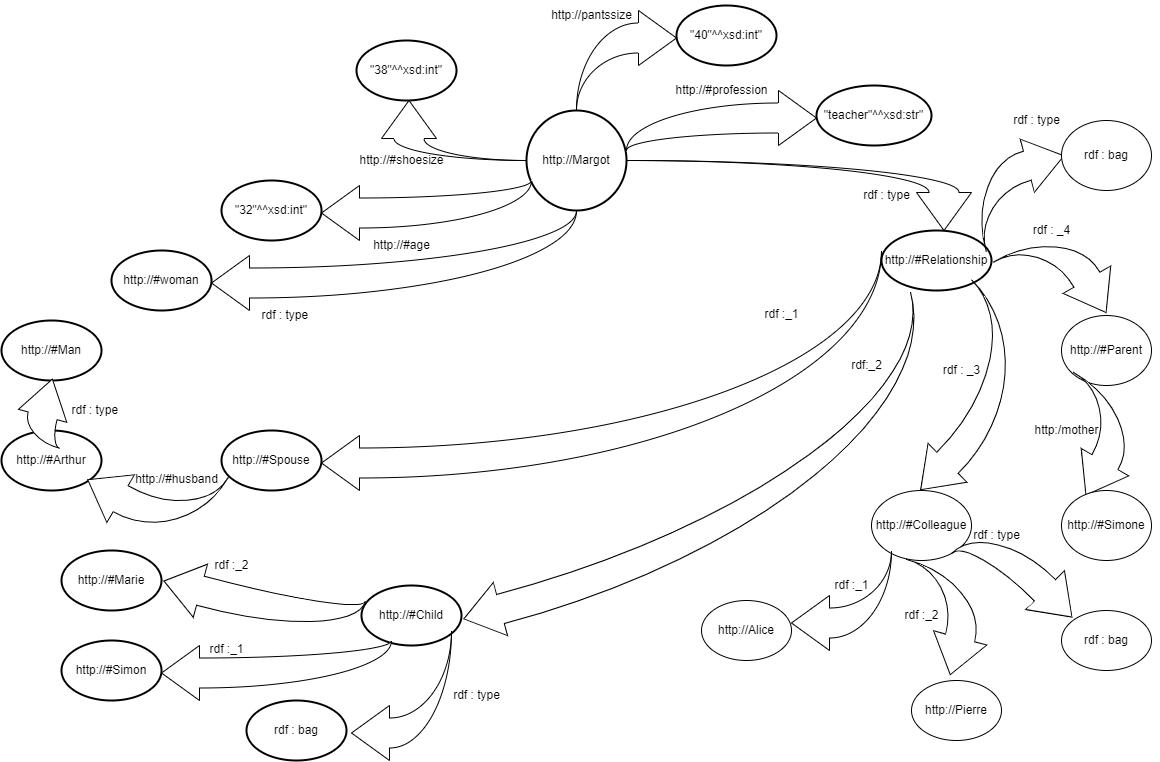 http://pantssize
"40"^^xsd:int"
"38"^^xsd:int"
http://#profession
"teacher"^^xsd:str"
rdf : type
http://Margot
http://#shoesize
rdf : bag
rdf : type
"32"^^xsd:int"
http://#age
rdf : _4
http://#Relationship
http://#woman
rdf : type
rdf :_1
http://#Man
http://#Parent
rdf:_2
rdf : _3
rdf : type
http:/mother
http://#Arthur
http://#Spouse
http://#husband
http://#Colleague
http://#Simone
rdf : type
rdf :_2
http://#Marie
rdf :_1
http://#Child
rdf :_2
http://Alice
rdf : bag
rdf :_1
http://#Simon
rdf : type
http://Pierre
rdf : bag